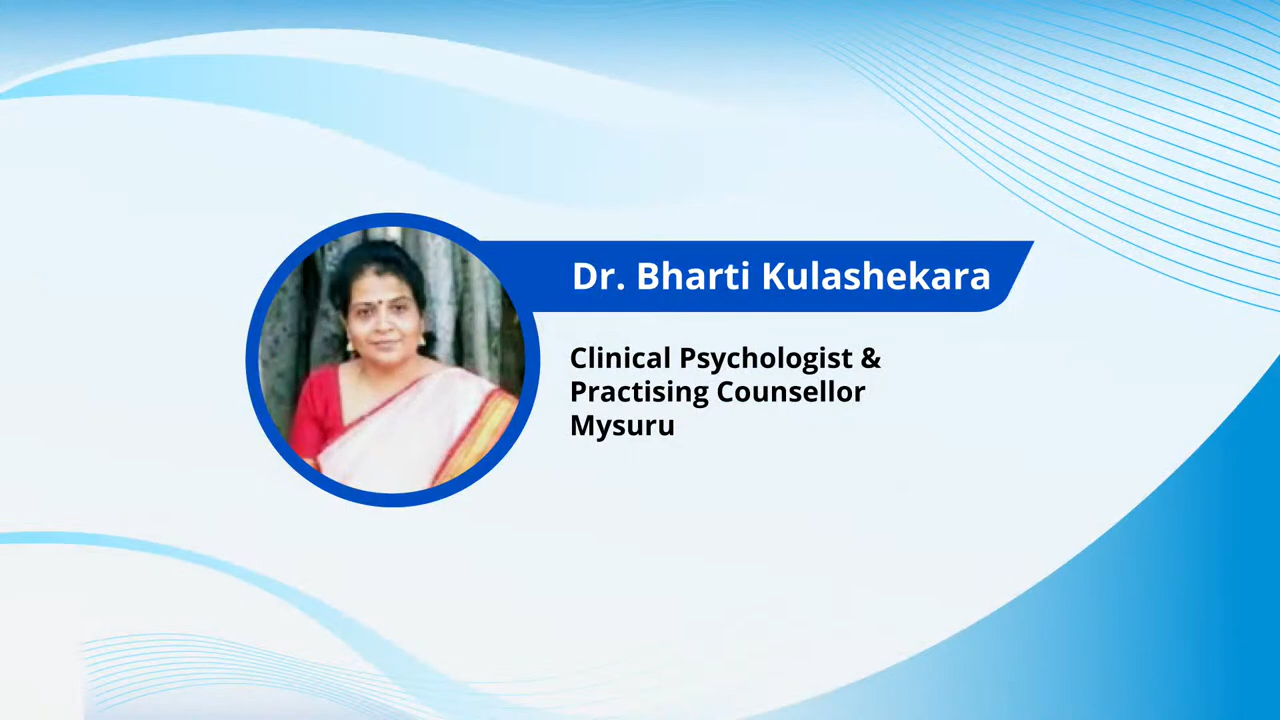 Dr. Bharti Kulashekara
Clinical Psychologist &
Practising Counsellor
Mysuru